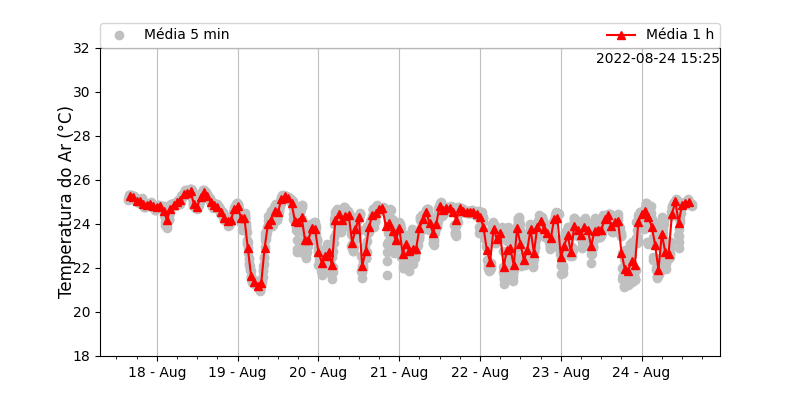 Média 5 min
Média 1 h
2022-08-24 15:25
Temperatura do Ar (°C)
32
30
28
26
24
22
20
18
18 - Aug
19 - Aug
20 - Aug
21 - Aug
22 - Aug
23 - Aug
24 - Aug